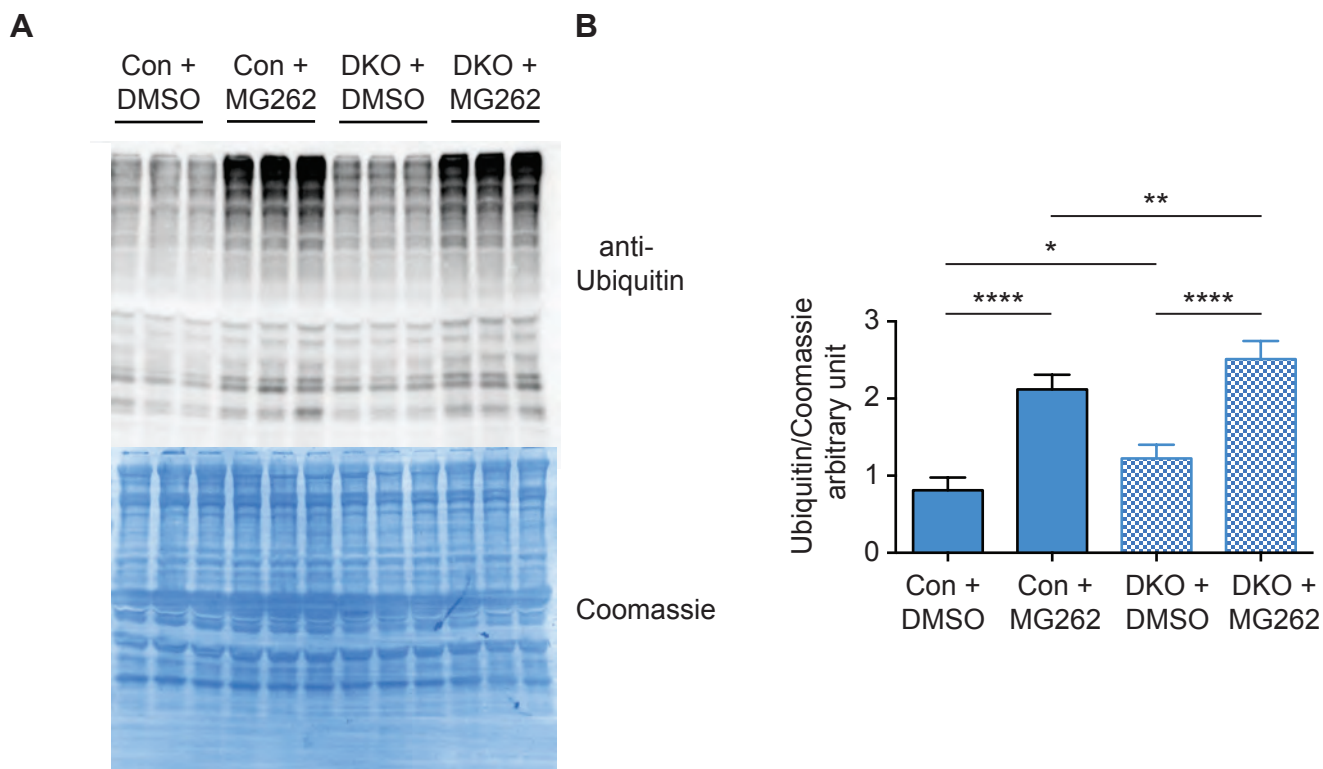 A
B
Con +
DMSO
Con +
MG262
DKO +
DMSO
DKO +
MG262
anti-
Ubiquitin
Coomassie
**
*
****
****
Ubiquitin/Coomassie
arbitrary unit
3
2
1
0
Con +
DMSO
Con +
MG262
DKO +
DMSO
DKO +
MG262